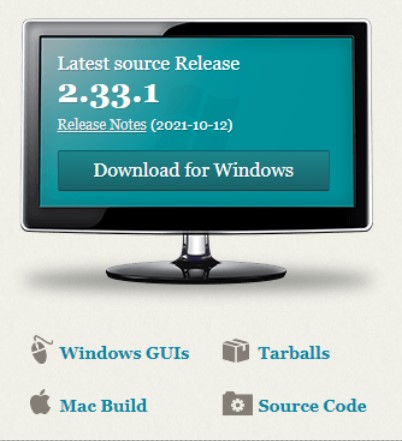 Latest source Release
2.33.1
Release Notes (2021-10-12)
Download for Windows
Windows GUIs
Tarballs
Mac Build
Source Code